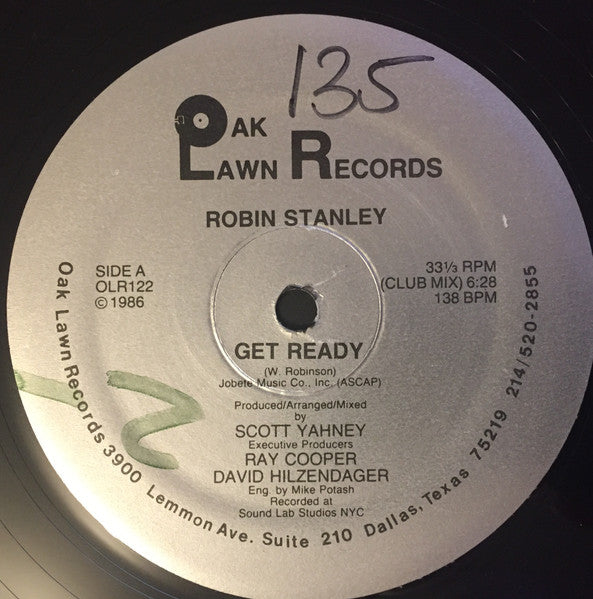 135
OAK
LAWN RECORDS
ROBIN STANLEY
SIDE A
OLR122
© 1986
33⅓ RPM
(CLUB MIX) 6:28
138 BPM
GET READY
(W. Robinson)
Jobete Music Co., Inc. (ASCAP)
Produced/Arranged/Mixed
by
SCOTT YAHNEY
Executive Producers
RAY COOPER
DAVID HILZENDAGER
Eng. by Mike Potash
Recorded at
Sound Lab Studios NYC
Oak Lawn Records 3900 Lemmon Ave. Suite 210 Dallas, Texas 75219 214/520-2855